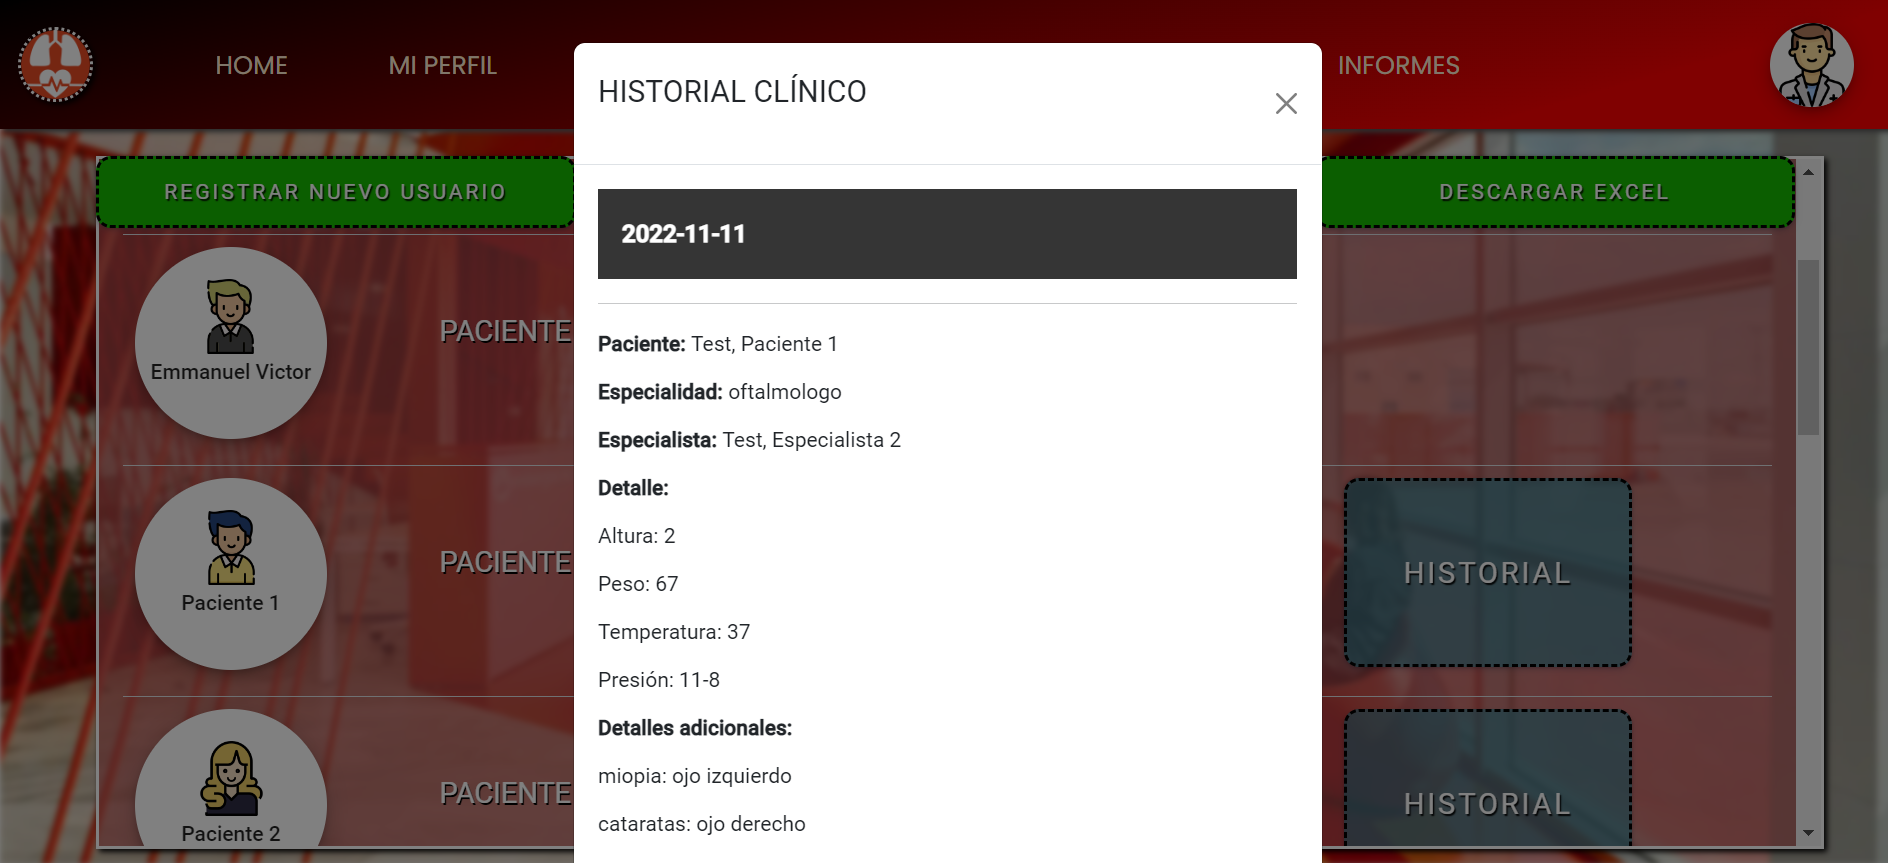 HOME
MI PERFIL
INFORMES
HISTORIAL CLÍNICO
REGISTRAR NUEVO USUARIO
DESCARGAR EXCEL
2022-11-11
Emmanuel Victor
PACIENTE
Paciente: Test, Paciente 1
Especialidad: oftalmologo
Especialista: Test, Especialista 2
Detalle:
Altura: 2
Paciente 1
PACIENTE
HISTORIAL
Peso: 67
Temperatura: 37
Presión: 11-8
Detalles adicionales:
miopia: ojo izquierdo
cataratas: ojo derecho
Paciente 2
PACIENTE
HISTORIAL